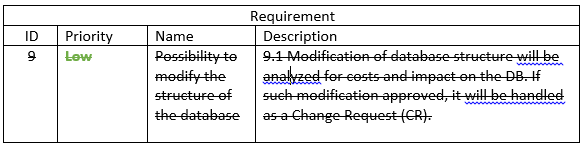 Requirement
ID Priority Name Description
9 Low Possibility to 9.1 Modification of database structure will be
modify the analyzed for costs and impact on the DB. If
structure of such modification approved, it will be handled
the database as a Change Request (CR).